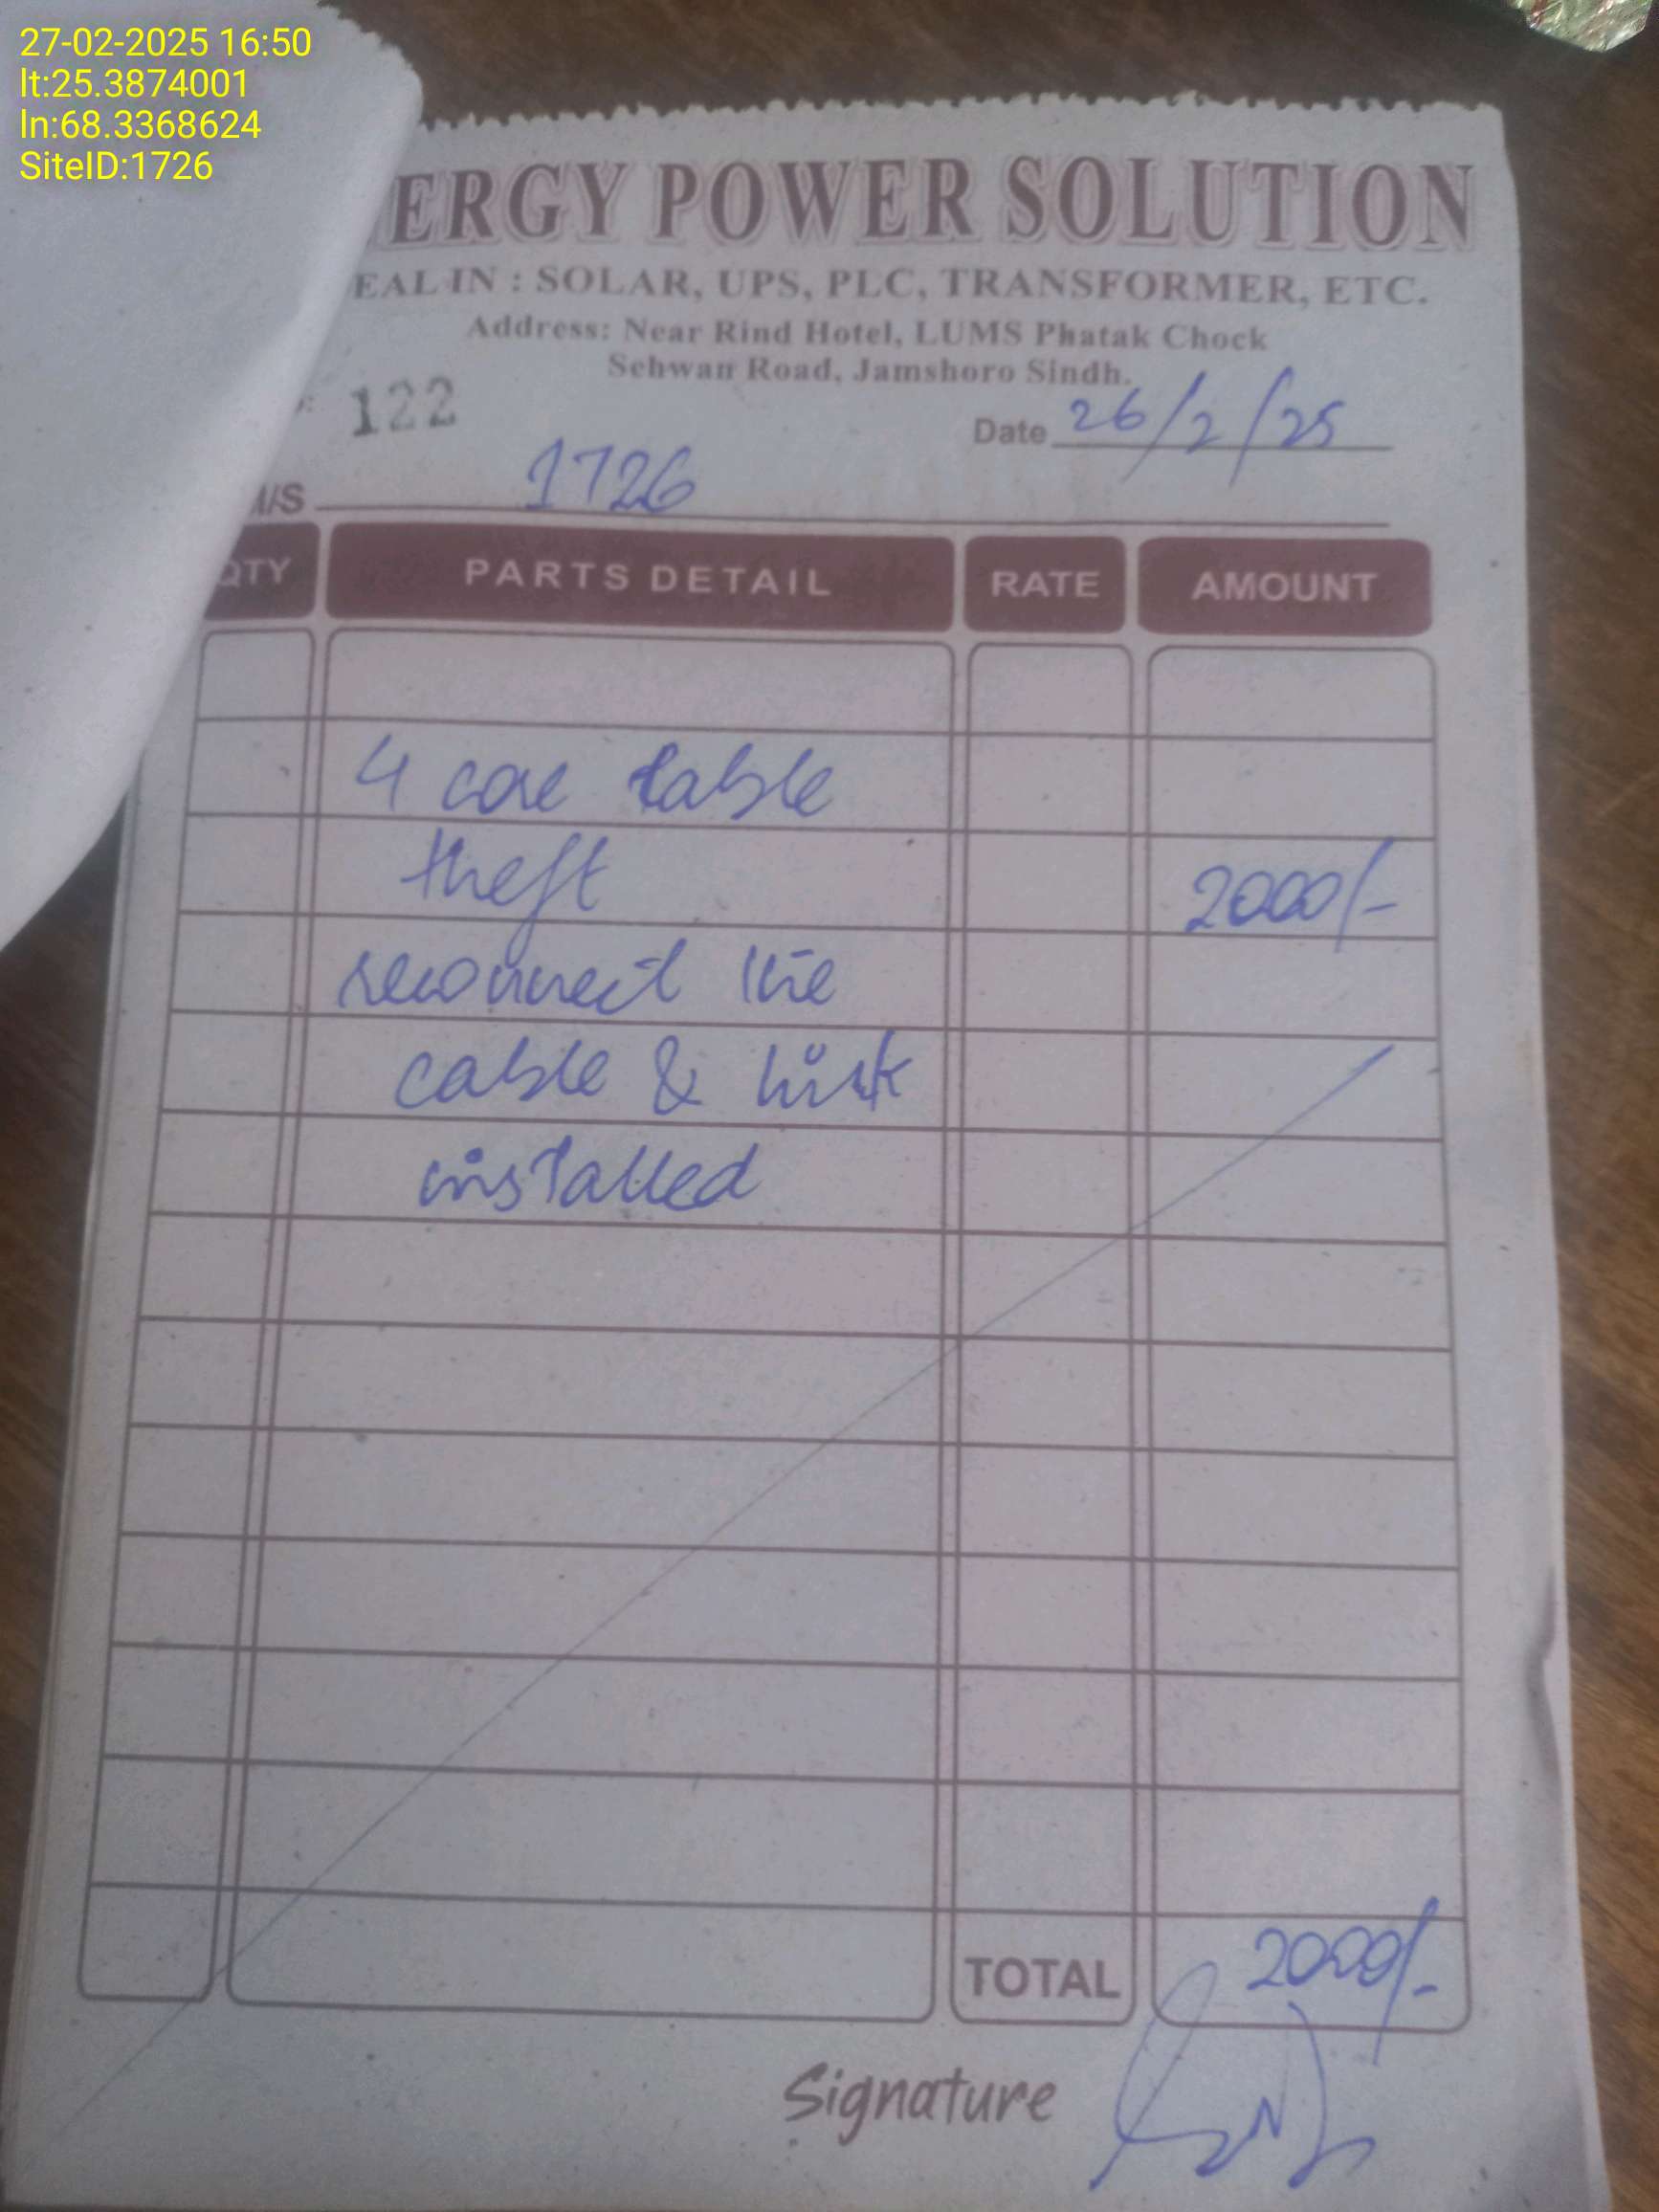 27-02-2025 16:50
lt:25.3874001
ln:68.3368624
SiteID:1726
ERGY POWER SOLUTION
EAL IN : SOLAR, UPS, PLC, TRANSFORMER, ETC.
Address: Near Rind Hotel, LUMS Phatak Chock
Sehwan Road, Jamshoro Sindh.
122
Date 26/2/25
M/S 1726
QTY PARTS DETAIL RATE AMOUNT
4 core cable
theft 2000/-
reconnect the
cable &
installed
TOTAL 2000/-
Signature